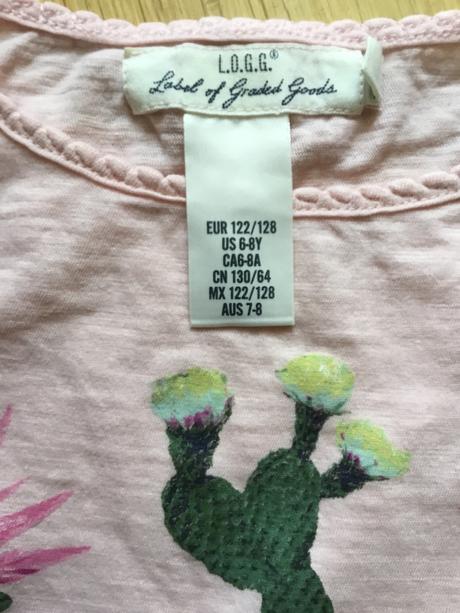 L.O.G.G.®
Label of Graded Goods
EUR 122/128
US 6-8Y
CA6-8A
CN 130/64
MX 122/128
AUS 7-8